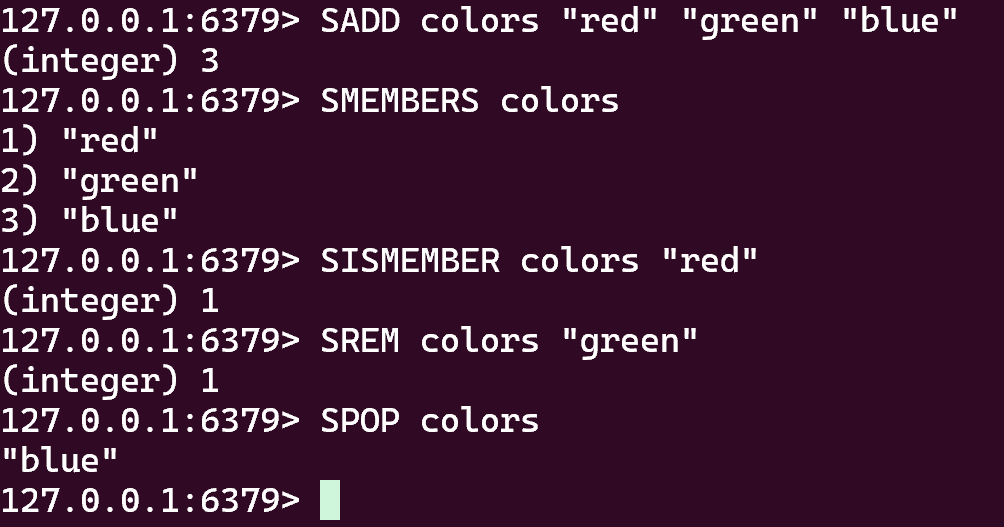 127.0.0.1:6379> SADD colors "red" "green" "blue"
(integer) 3
127.0.0.1:6379> SMEMBERS colors
1) "red"
2) "green"
3) "blue"
127.0.0.1:6379> SISMEMBER colors "red"
(integer) 1
127.0.0.1:6379> SREM colors "green"
(integer) 1
127.0.0.1:6379> SPOP colors
"blue"
127.0.0.1:6379>